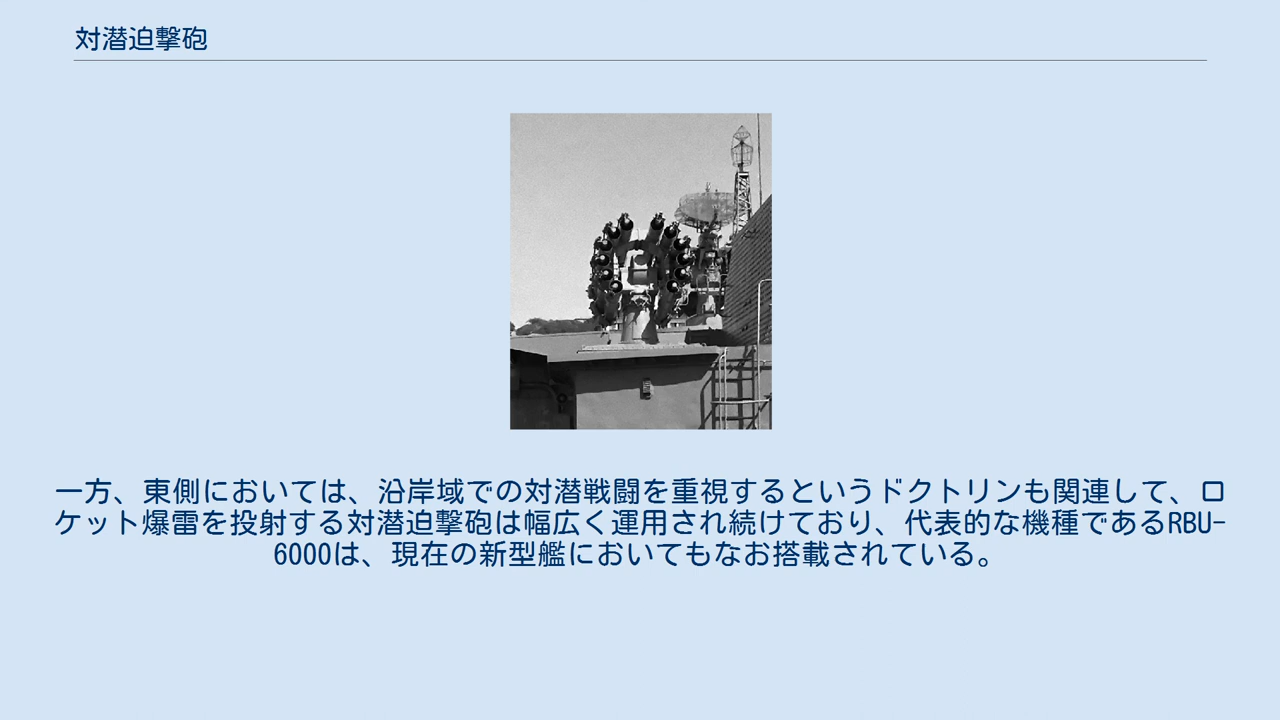 対潜迫撃砲
一方、東側においては、沿岸域での対潜戦闘を重視するというドクトリンも関連して、ロ
ケット爆雷を投射する対潜迫撃砲は幅広く運用され続けており、代表的な機種であるRBU-
6000は、現在の新型艦においてもなお搭載されている。